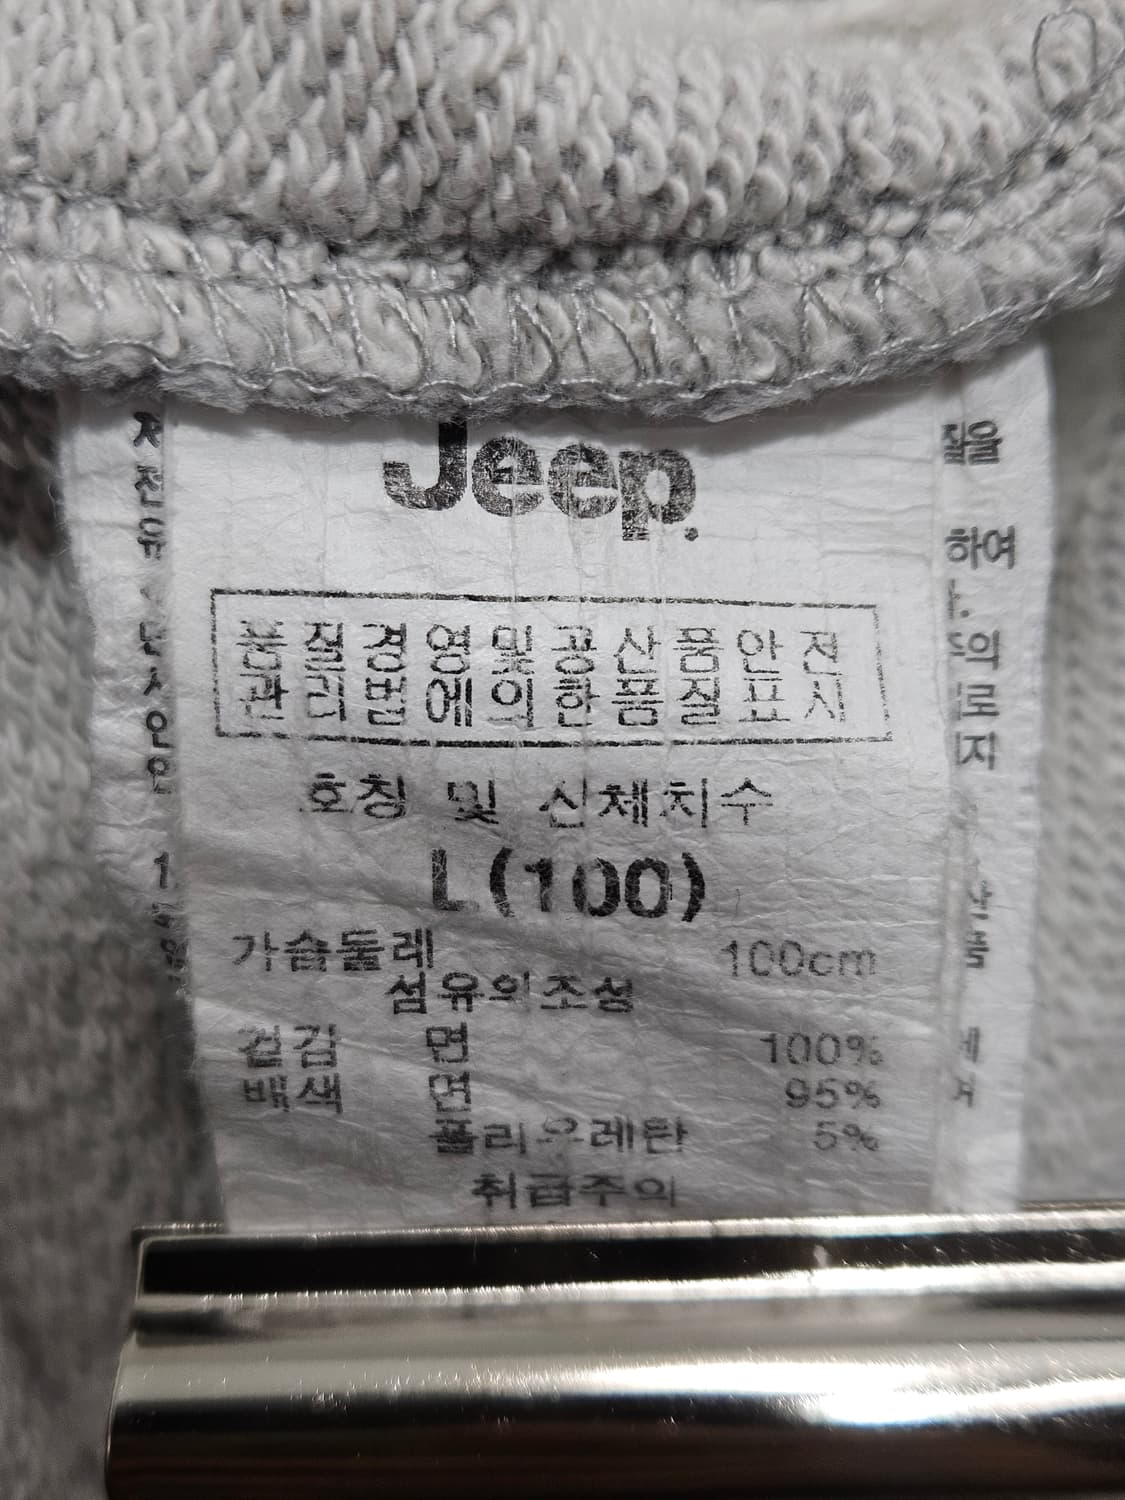 Jeep.
품질경영및공산품안전
관리법에의한품질표시
호칭 및 신체치수
L(100)
가슴둘레 100cm
섬유의조성
겉감 면 100%
배색 면 95%
폴리우레탄 5%
취급주의